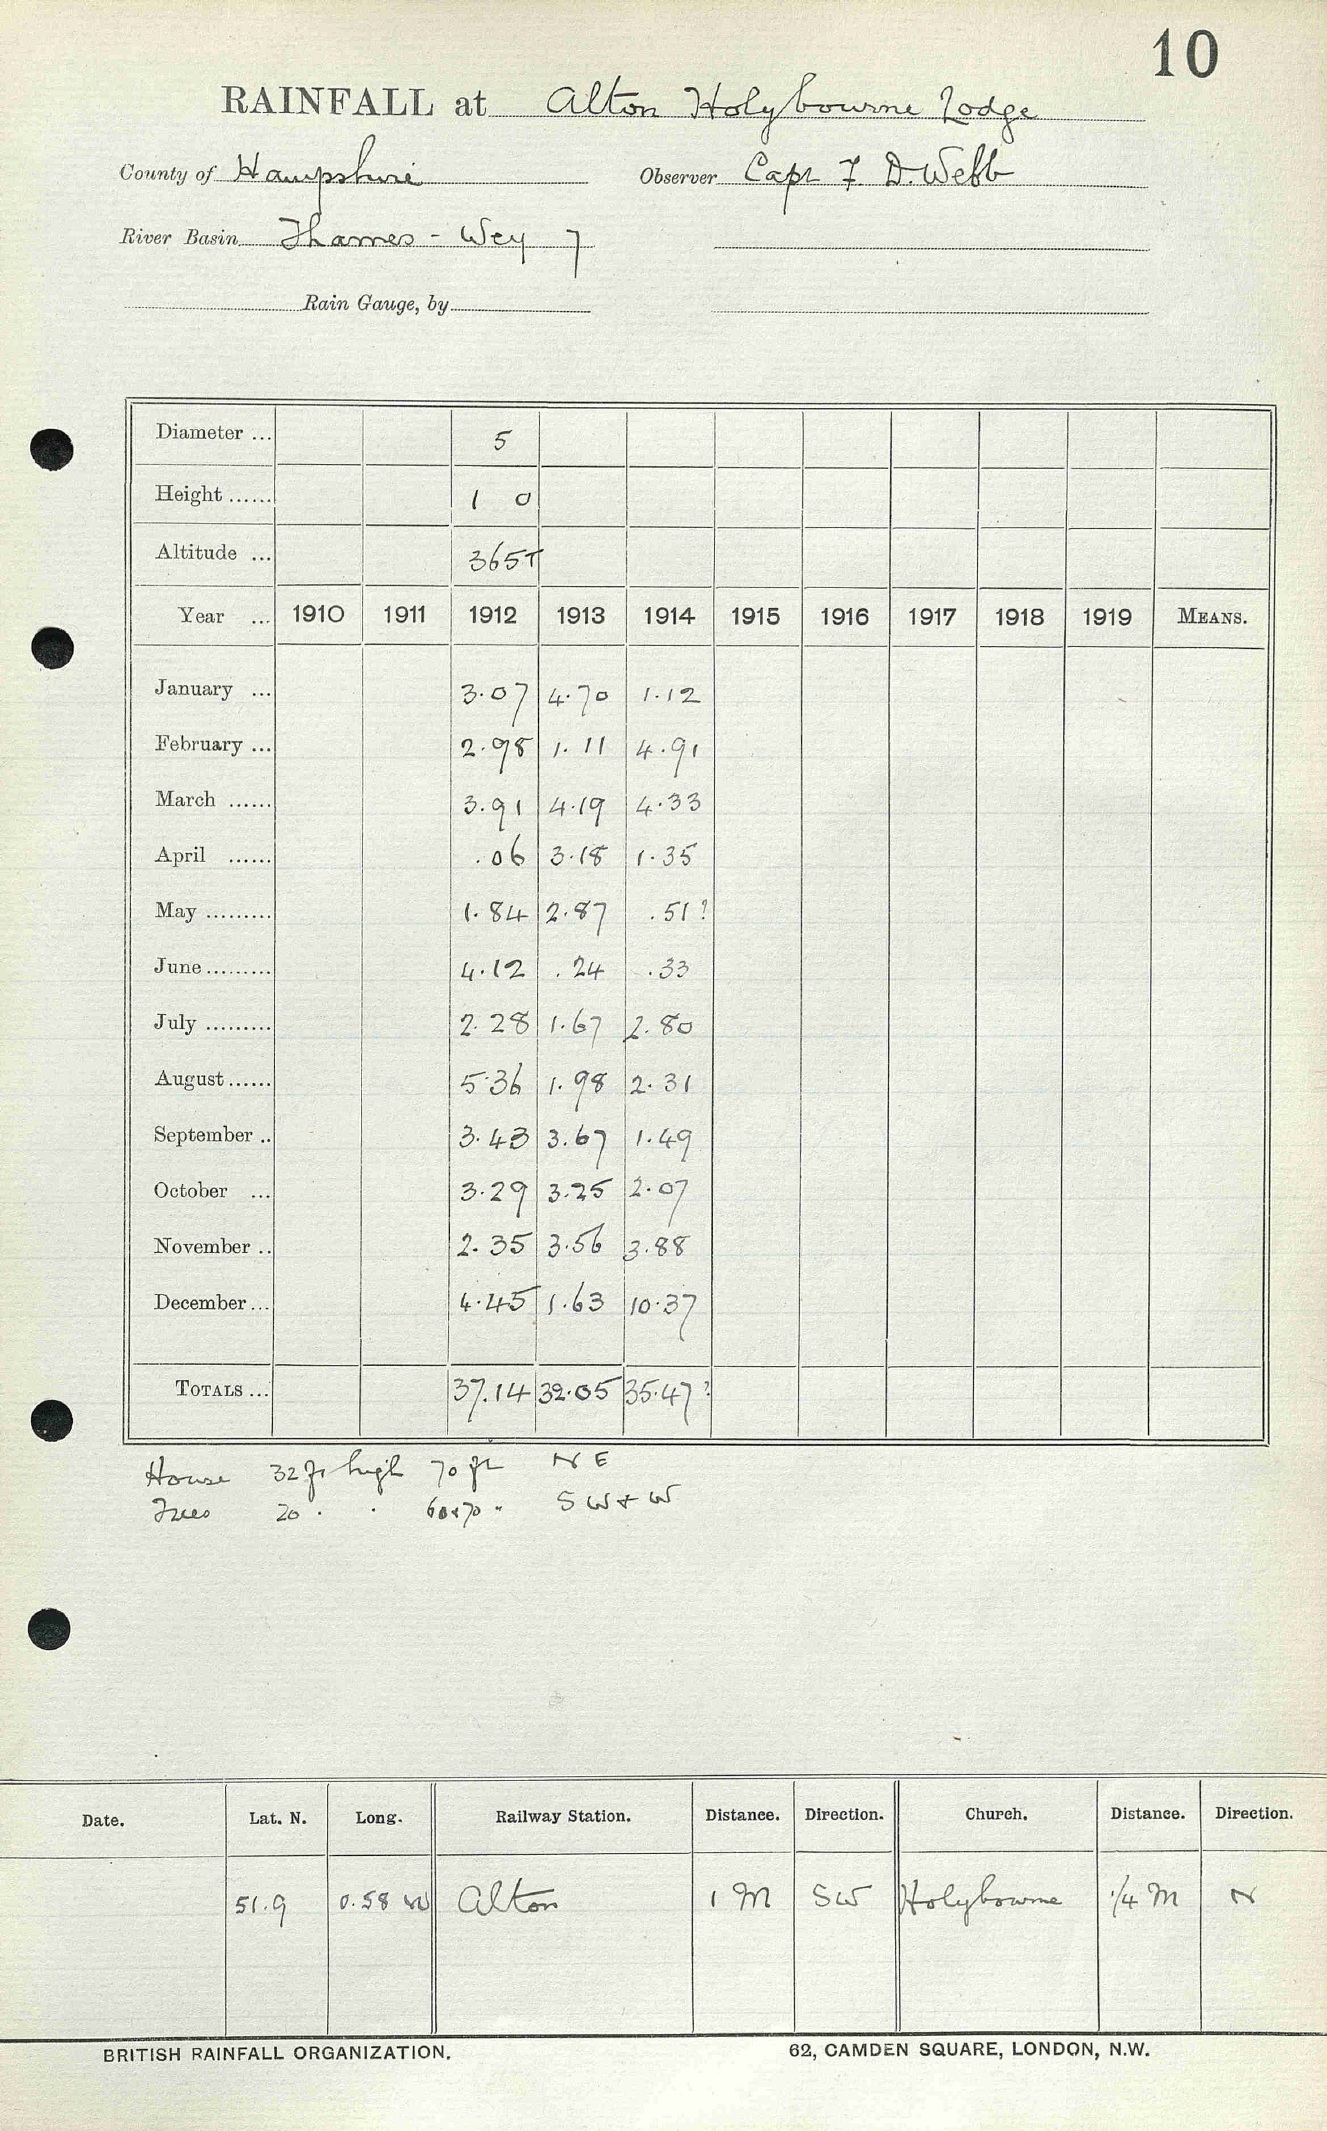 10
RAINFALL at Alton Holybourne Lodge
County of Hampshire Observer Capt F. D. Webb
River Basin Thames - Wey 7
Rain Gauge, by
Diameter ... 5
Height ...... 1 0
Altitude ... 365T
Year ... 1910 1911 1912 1913 1914 1915 1916 1917 1918 1919 MEANS.
January ... 3.07 4.70 1.12
February ... 2.98 1.11 4.91
March ...... 3.91 4.19 4.33
April ...... .06 3.18 1.35
May ......... 1.84 2.87 .51?
June ......... 4.12 .24 .33
July ......... 2.28 1.67 2.80
August ...... 5.36 1.98 2.31
September .. 3.43 3.67 1.49
October ... 3.29 3.25 2.07
November .. 2.35 3.56 3.88
December ... 4.45 1.63 10.37
TOTALS ... 37.14 32.05 35.47?
House 32 ft high 70 ft N E
Trees 20 " " 60 & 70 " S W & W
Date. Lat. N. Long. Railway Station. Distance. Direction. Church. Distance. Direction.
51.9 0.58 W Alton 1 M SW Holybourne 1/4 M N
BRITISH RAINFALL ORGANIZATION. 62, CAMDEN SQUARE, LONDON, N.W.